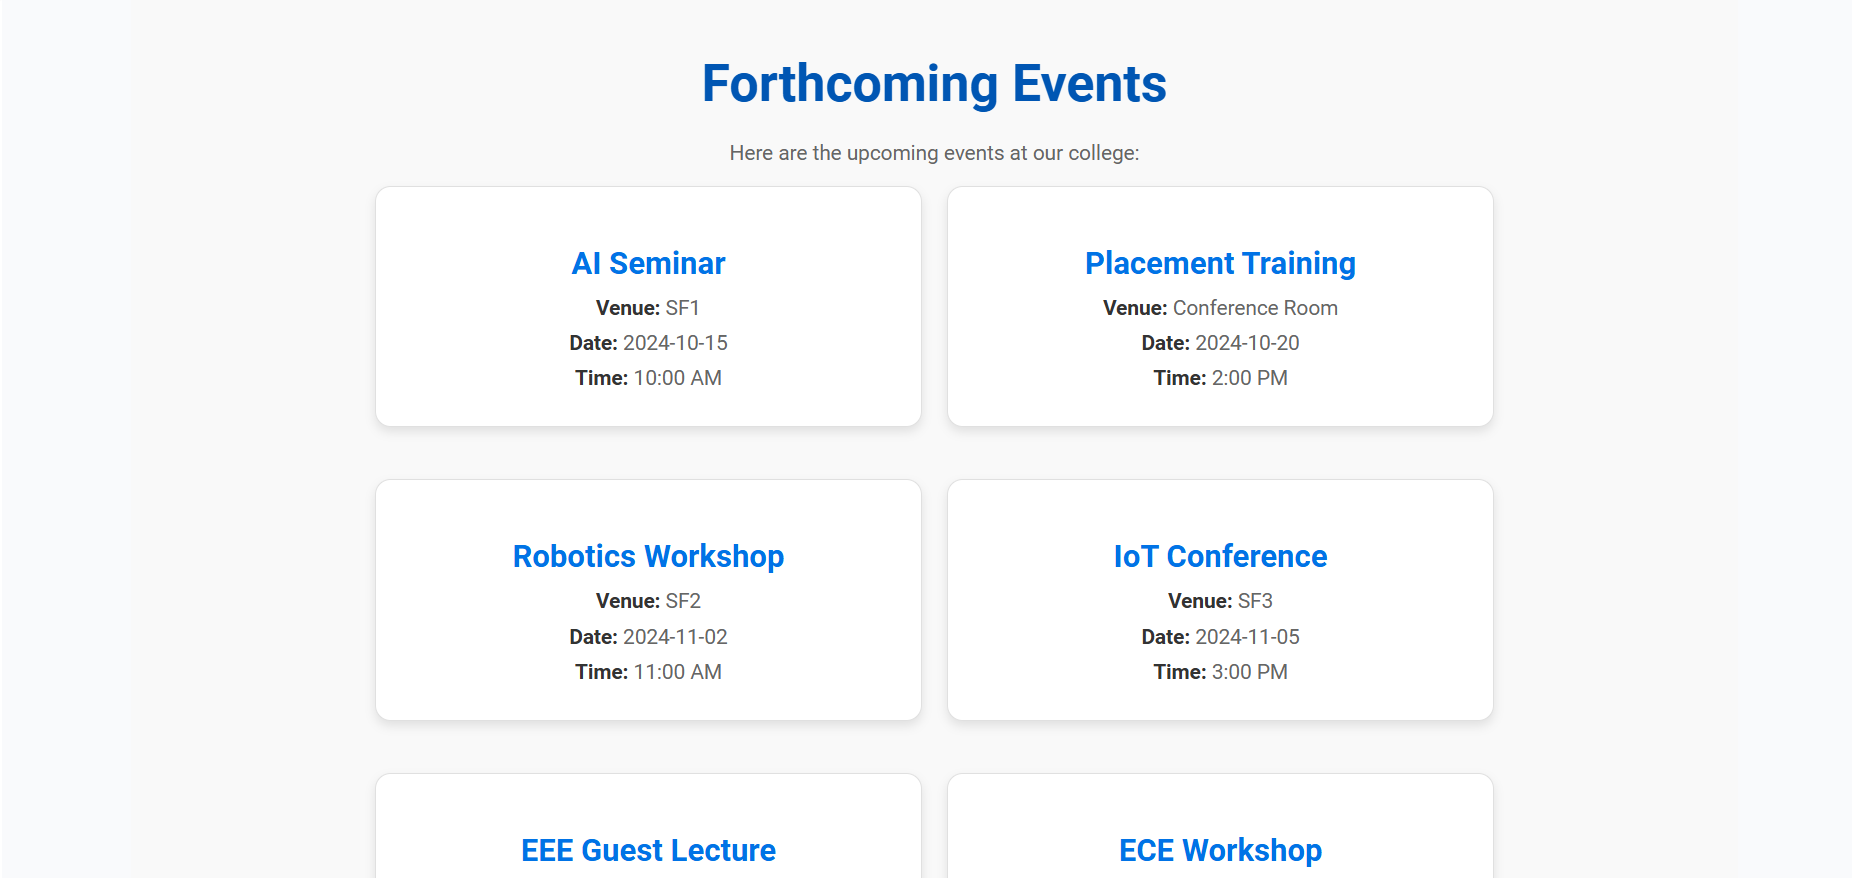 Forthcoming Events
Here are the upcoming events at our college:
AI Seminar
Venue: SF1
Date: 2024-10-15
Time: 10:00 AM
Placement Training
Venue: Conference Room
Date: 2024-10-20
Time: 2:00 PM
Robotics Workshop
Venue: SF2
Date: 2024-11-02
Time: 11:00 AM
IoT Conference
Venue: SF3
Date: 2024-11-05
Time: 3:00 PM
EEE Guest Lecture
ECE Workshop